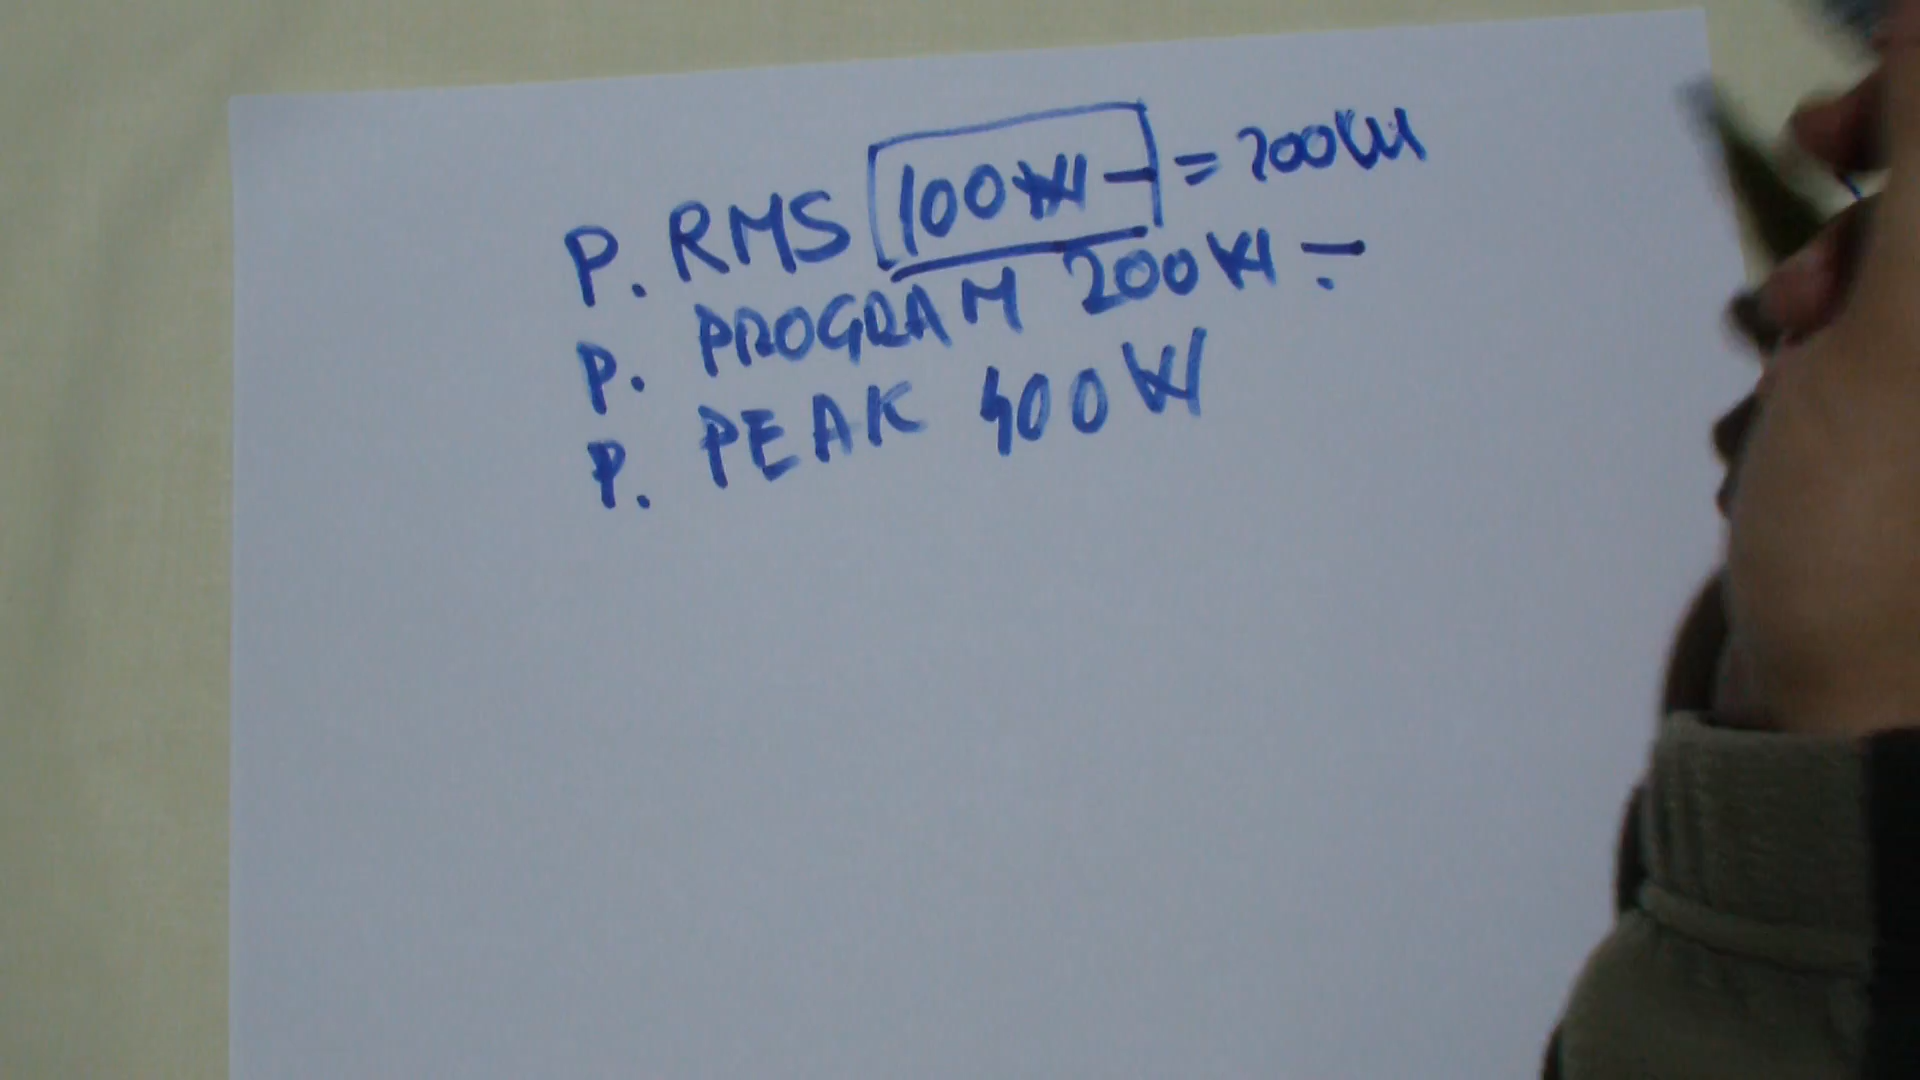 P. RMS 100W - = 200W
P. PROGRAM 200W -
P. PEAK 400W